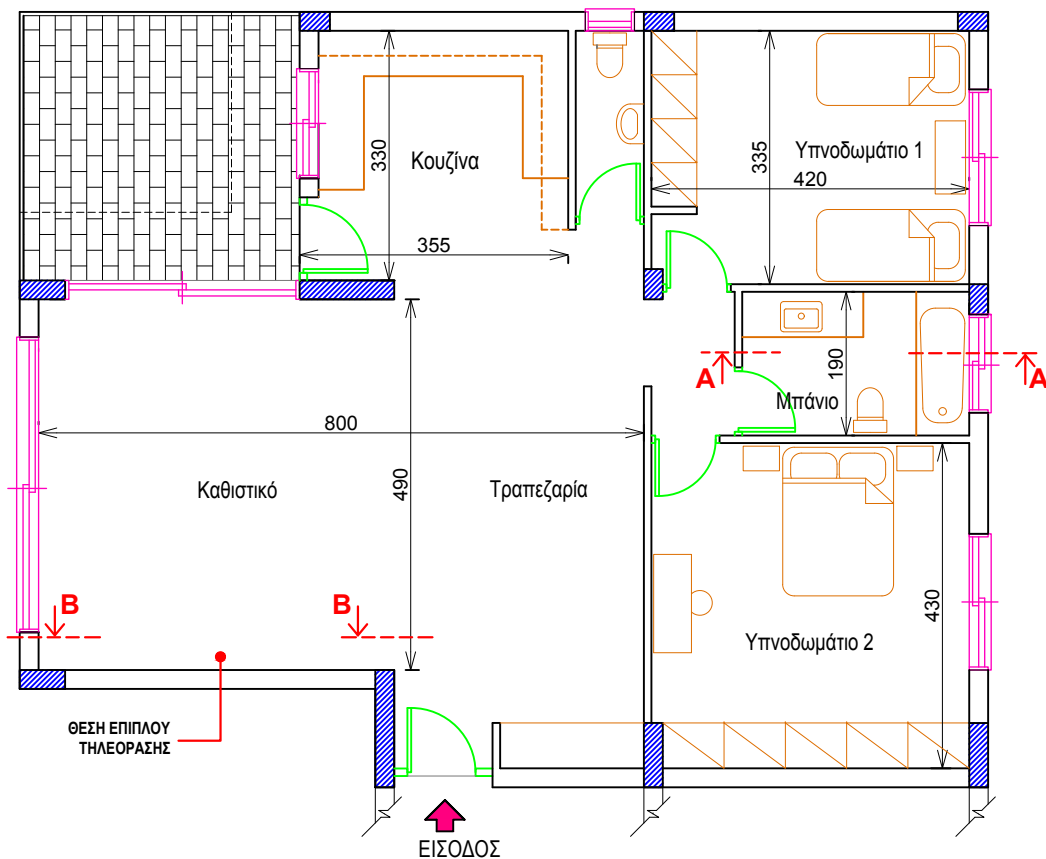 Κουζίνα
330
355
Υπνοδωμάτιο 1
335
420
A
A
190
Μπάνιο
800
490
Καθιστικό
Τραπεζαρία
B
B
430
Υπνοδωμάτιο 2
ΘΕΣΗ ΕΠΙΠΛΟΥ
ΤΗΛΕΟΡΑΣΗΣ
ΕΙΣΟΔΟΣ